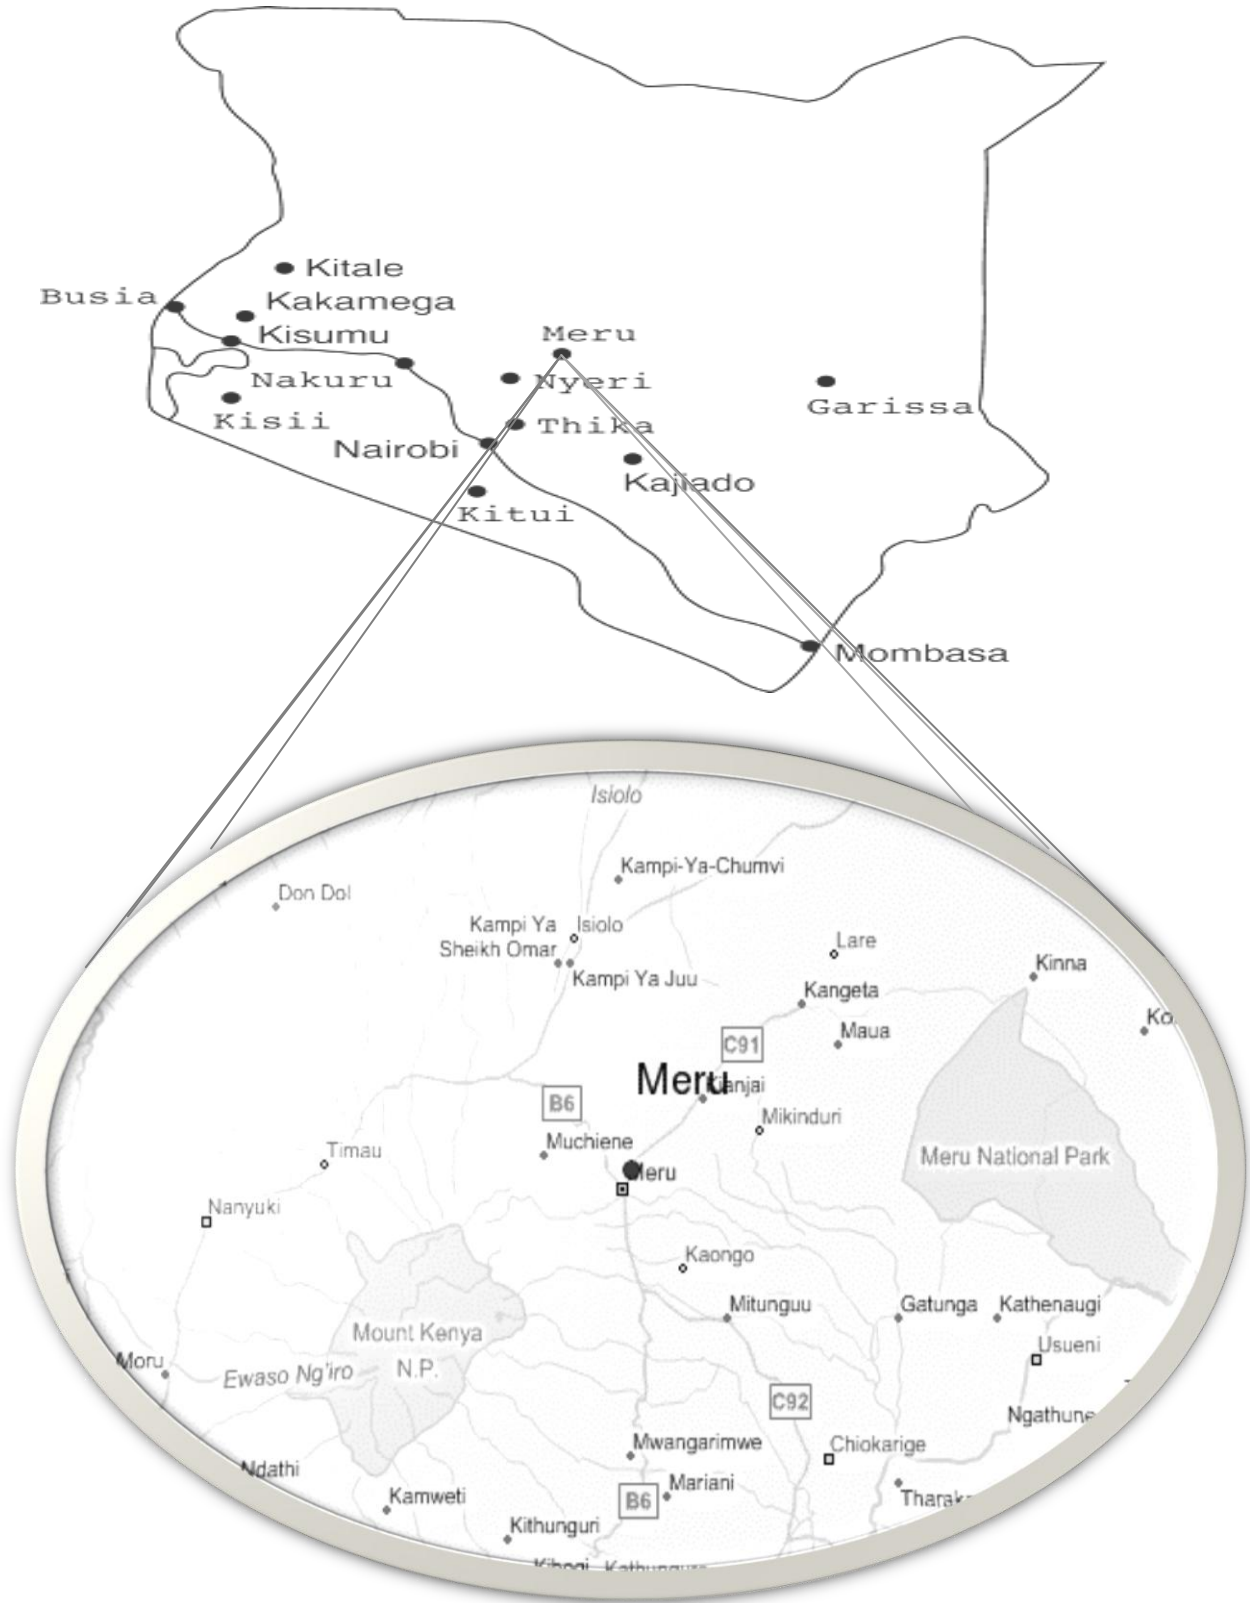 Kitale
Busia
Kakamega
Kisumu
Meru
Nakuru
Nyeri
Kisii
Garissa
Thika
Nairobi
Kajiado
Kitui
Mombasa
Isiolo
Kampi-Ya-Chumvi
Don Dol
Kampi Ya
Sheikh Omar
Isiolo
Kampi Ya Juu
Lare
Kinna
Kangeta
Ko
Maua
C91
Meru
Kianjai
B6
Mikinduri
Muchiene
Timau
Meru
Meru National Park
Nanyuki
Kaongo
Mitunguu
Gatunga
Kathenaugi
Mount Kenya
N.P.
Usueni
Moru
Ewaso Ng'iro
C92
Ngathune
Mwangarimwe
Chiokarige
Ndathi
Mariani
B6
Kamweti
Tharaka
Kithunguri